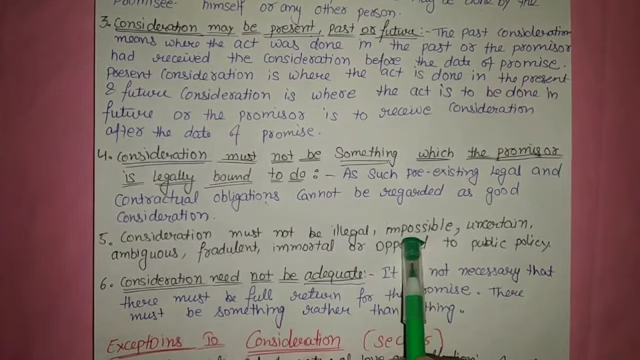 himself or any other person.
3. Consideration may be present, past or future:- The past consideration
means where the act was done in the past or the promisor
had received the consideration before the date of promise.
Present consideration is where the act is done in the present
& future consideration is where the act is to be done in
future or the promisor is to receive consideration
after the date of promise.
4. Consideration must not be something which the promisor
is legally bound to do :- As such pre-existing legal and
contractual obligations cannot be regarded as good
consideration.
5. Consideration must not be illegal, impossible, uncertain,
ambiguous, fradulent, immortal or opp to public policy.
6. Consideration need not be adequate:- It not necessary that
there must be full return for the promise. There
must be something rather than
Exceptions To Consideration